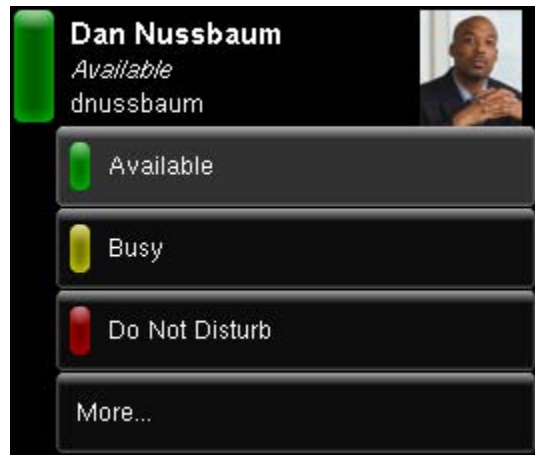 Dan Nussbaum
Available
dnussbaum
Available
Busy
Do Not Disturb
More...